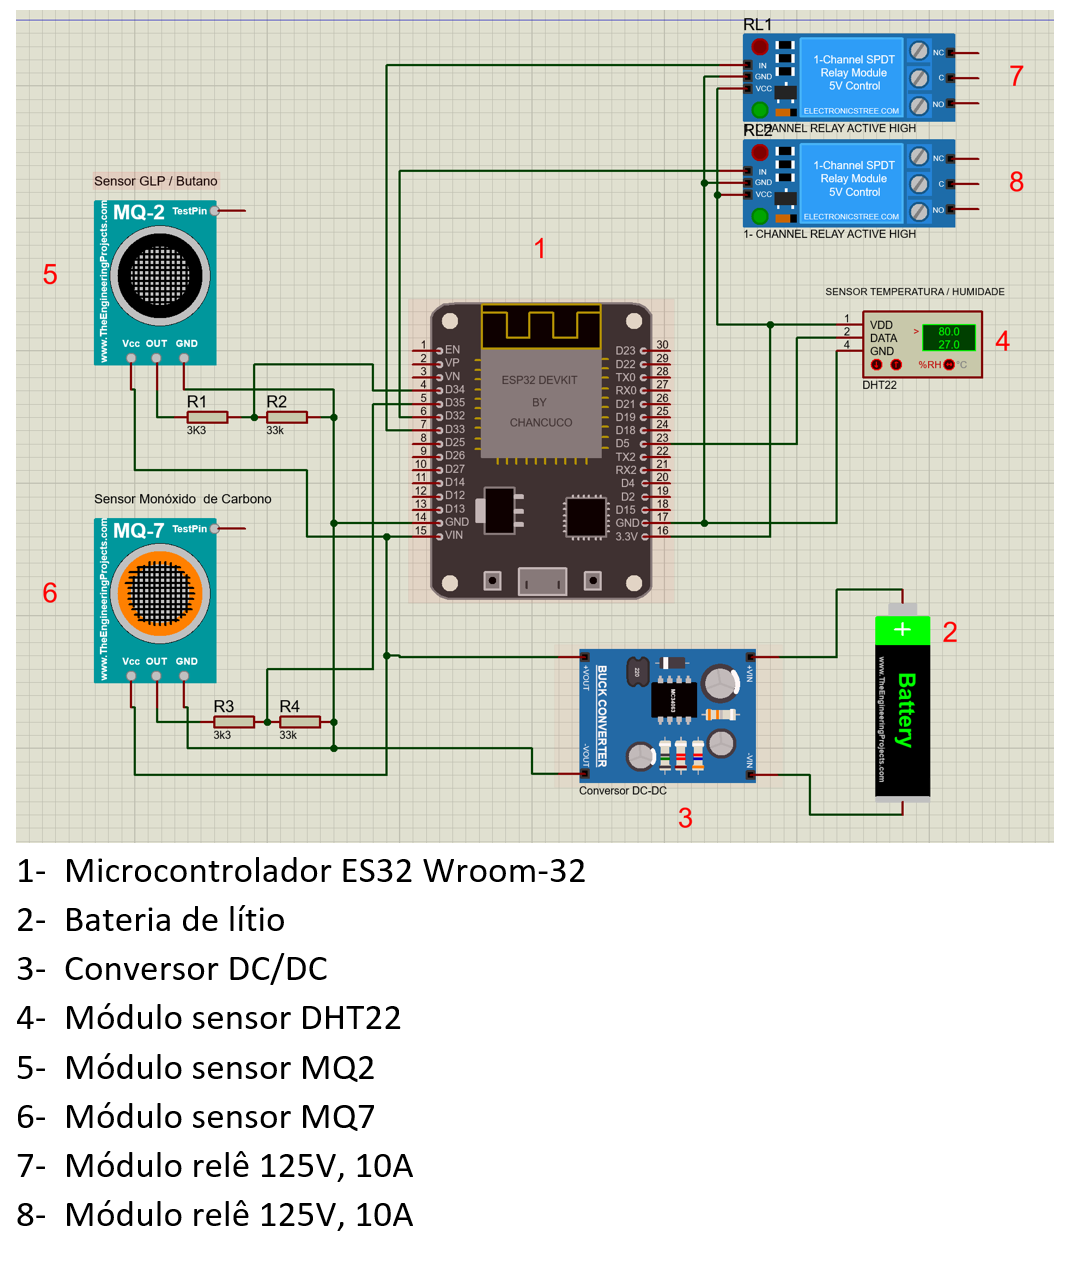 RL1
IN
GND
VCC
1-Channel SPDT
Relay Module
5V Control
ELECTRONICSTREE.COM
NC
C
NO
7
1- CHANNEL RELAY ACTIVE HIGH
RL2
IN
GND
VCC
1-Channel SPDT
Relay Module
5V Control
ELECTRONICSTREE.COM
NC
C
NO
8
1- CHANNEL RELAY ACTIVE HIGH
Sensor GLP / Butano
MQ-2
TestPin
www.TheEngineeringProjects.com
Vcc OUT GND
5
R1
3K3
R2
33k
1
ESP32 DEVKIT
BY
CHANCUCO
1 EN
2 VP
3 VN
4 D34
5 D35
6 D32
7 D33
8 D25
9 D26
10 D27
11 D14
12 D12
13 D13
14 GND
15 VIN
D23 30
D22 29
TX0 28
RX0 27
D21 26
D19 25
D18 24
D5 23
TX2 22
RX2 21
D4 20
D2 19
D15 18
GND 17
3.3V 16
SENSOR TEMPERATURA / HUMIDADE
1 VDD
2 DATA
4 GND
>
80.0
27.0
%RH
°C
DHT22
4
Sensor Monóxido de Carbono
MQ-7
TestPin
www.TheEngineeringProjects.com
Vcc OUT GND
6
R3
3k3
R4
33k
+VOUT
-VOUT
BUCK CONVERTER
220
MC34063
+VIN
-VIN
Conversor DC-DC
3
+
Battery
www.TheEngineeringProjects.com
2
1- Microcontrolador ES32 Wroom-32
2- Bateria de lítio
3- Conversor DC/DC
4- Módulo sensor DHT22
5- Módulo sensor MQ2
6- Módulo sensor MQ7
7- Módulo relê 125V, 10A
8- Módulo relê 125V, 10A